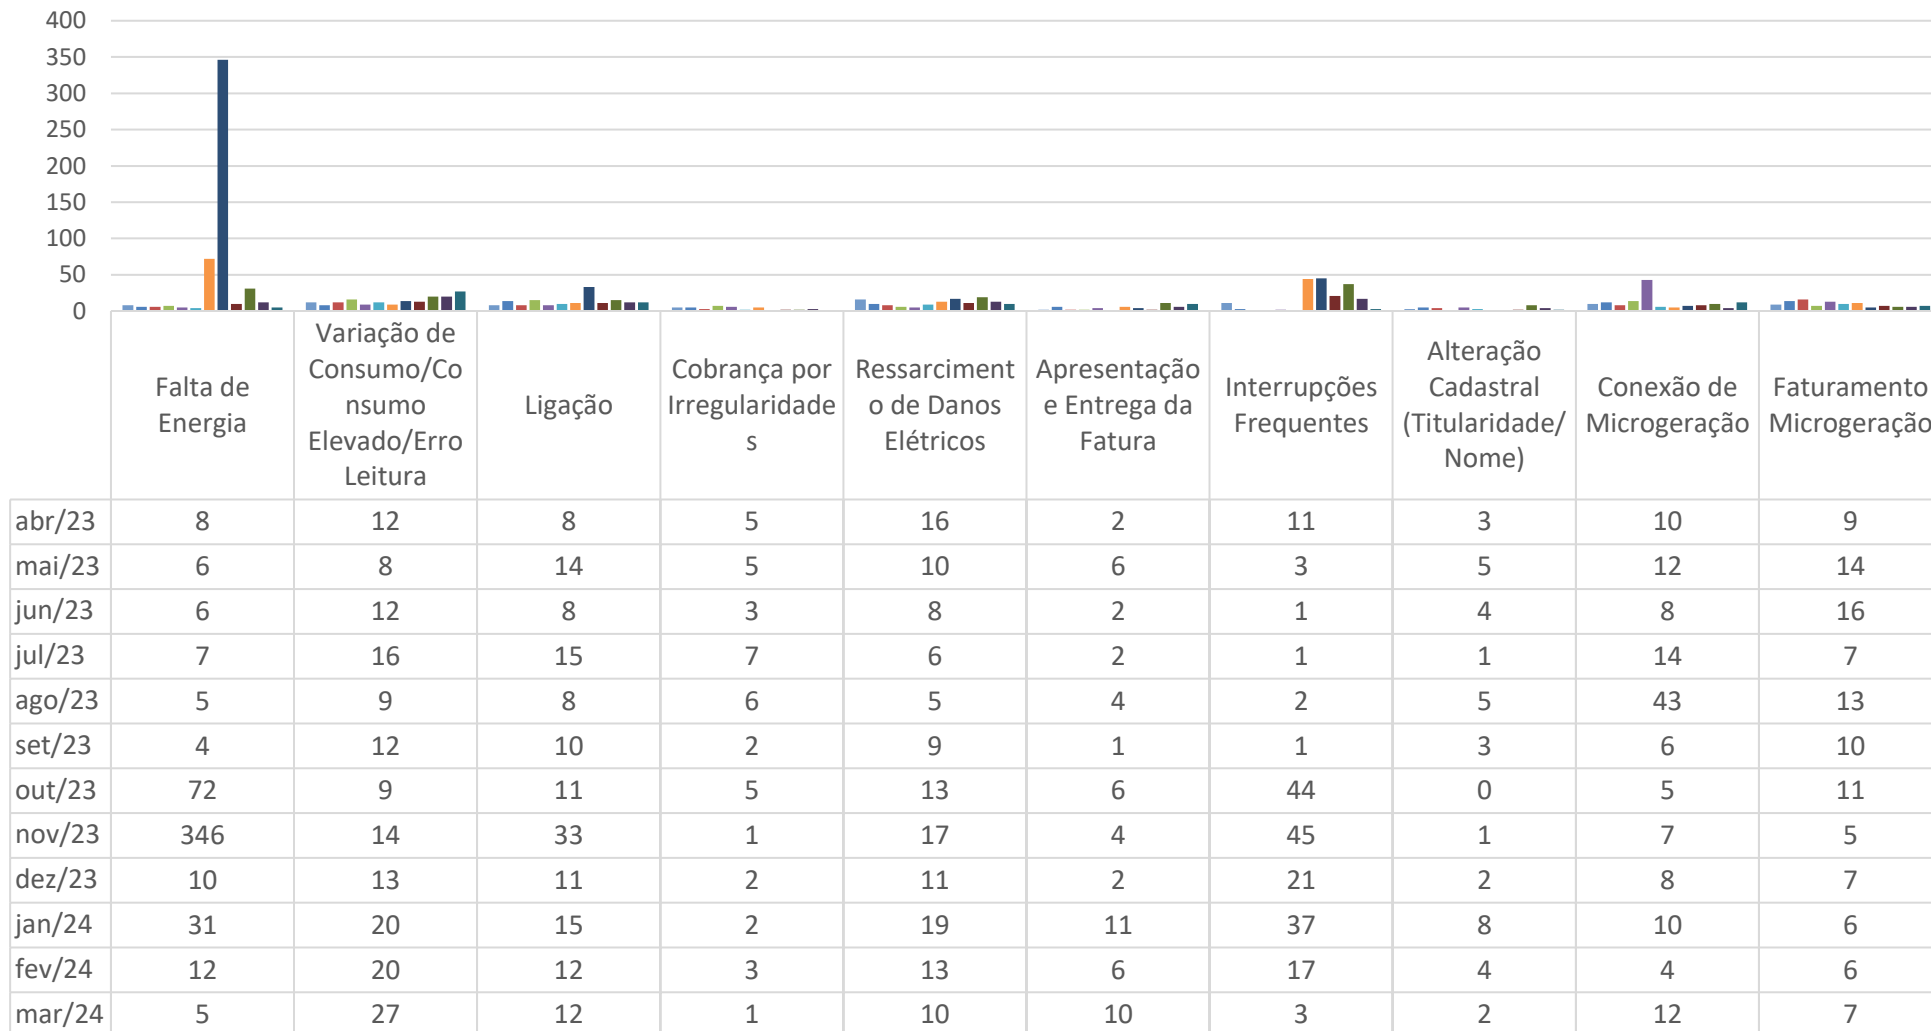 400
350
300
250
200
150
100
50
0
Falta de
Energia
Variação de
Consumo/Co
nsumo
Elevado/Erro
Leitura
Ligação
Cobrança por
Irregularidade
s
Ressarciment
o de Danos
Elétricos
Apresentação
e Entrega da
Fatura
Interrupções
Frequentes
Alteração
Cadastral
(Titularidade/
Nome)
Conexão de
Microgeração
Faturamento
Microgeração
abr/23 8 12 8 5 16 2 11 3 10 9
mai/23 6 8 14 5 10 6 3 5 12 14
jun/23 6 12 8 3 8 2 1 4 8 16
jul/23 7 16 15 7 6 2 1 1 14 7
ago/23 5 9 8 6 5 4 2 5 43 13
set/23 4 12 10 2 9 1 1 3 6 10
out/23 72 9 11 5 13 6 44 0 5 11
nov/23 346 14 33 1 17 4 45 1 7 5
dez/23 10 13 11 2 11 2 21 2 8 7
jan/24 31 20 15 2 19 11 37 8 10 6
fev/24 12 20 12 3 13 6 17 4 4 6
mar/24 5 27 12 1 10 10 3 2 12 7